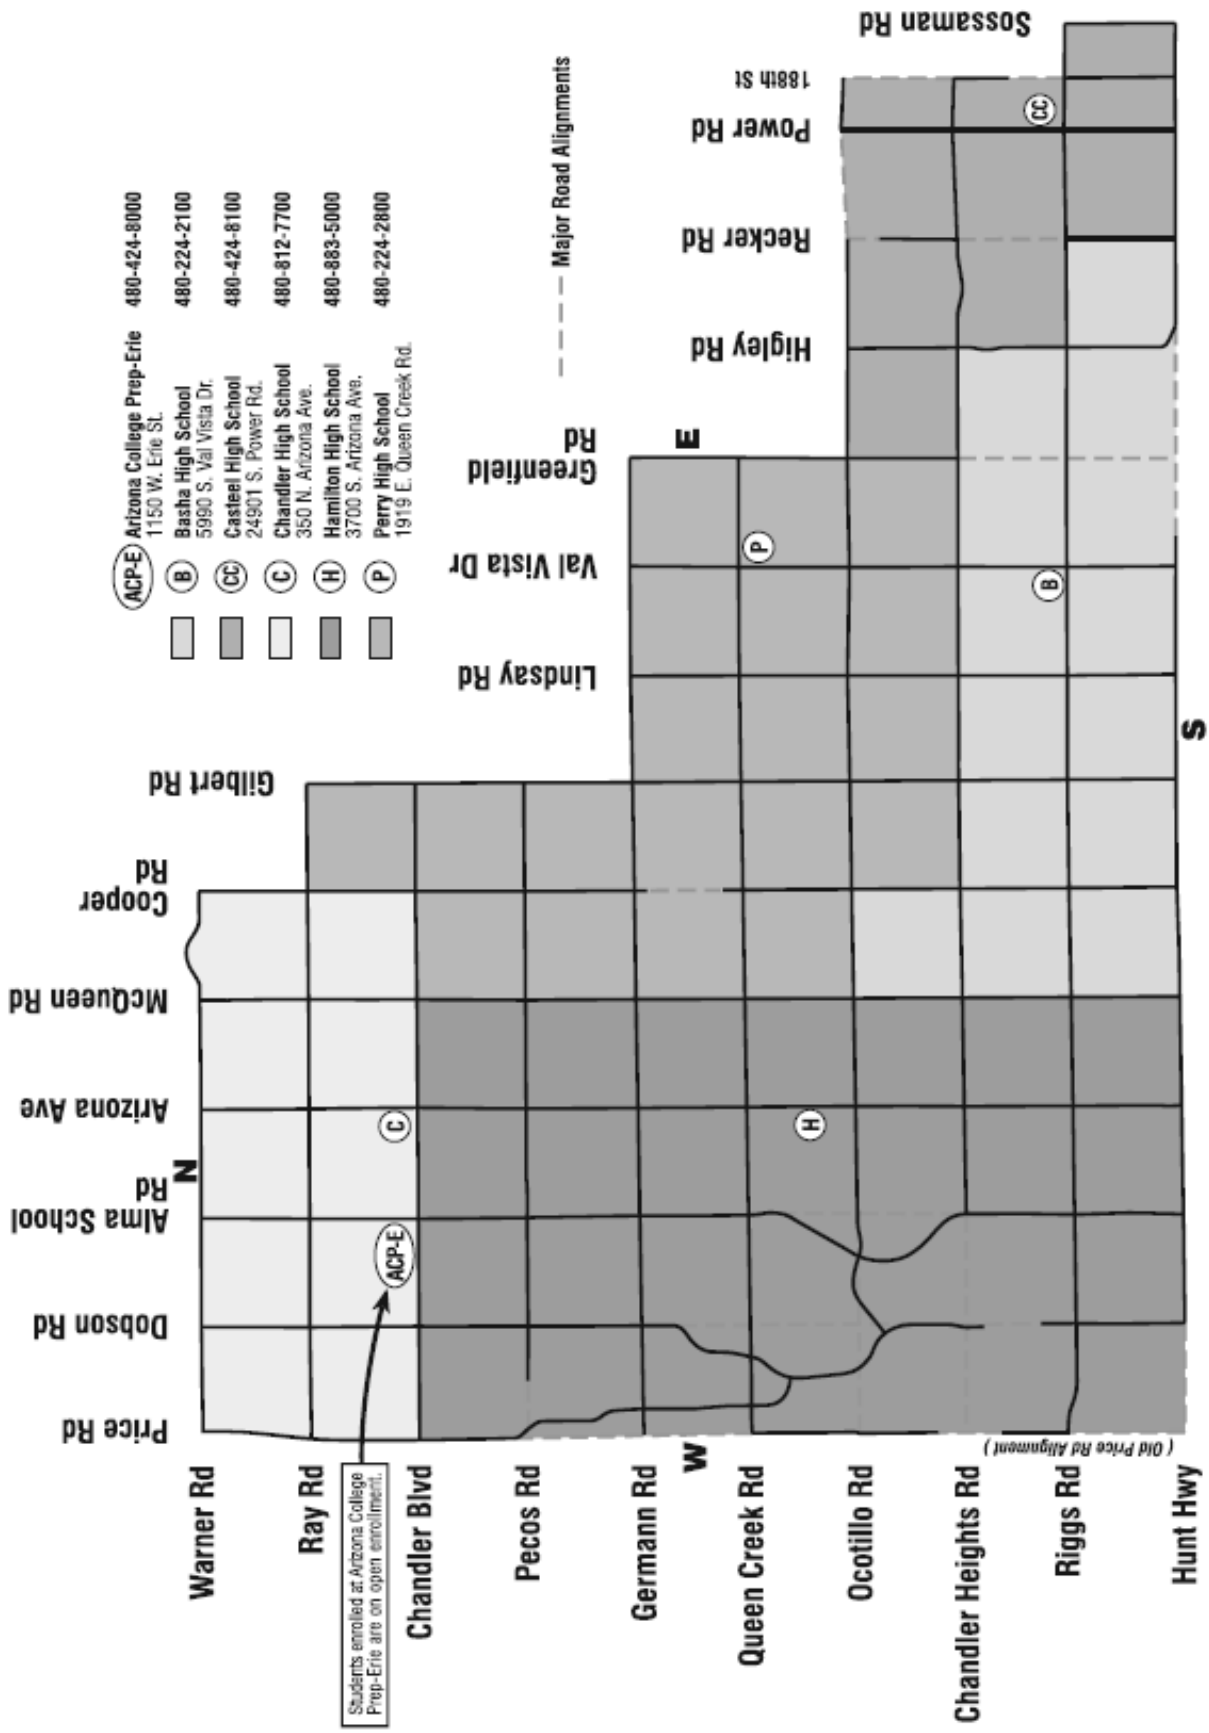 ACP-E Arizona College Prep-Erie 480-424-8000
1150 W. Erie St.
B Basha High School 480-224-2100
5990 S. Val Vista Dr.
CC Casteel High School 480-424-8100
24901 S. Power Rd.
C Chandler High School 480-812-7700
350 N. Arizona Ave.
H Hamilton High School 480-883-5000
3700 S. Arizona Ave.
P Perry High School 480-224-2800
1919 E. Queen Creek Rd.
Major Road Alignments
Price Rd
Dobson Rd
Alma School
Rd
Arizona Ave
McQueen Rd
Cooper
Rd
Gilbert Rd
Lindsay Rd
Val Vista Dr
Greenfield
Rd
Higley Rd
Recker Rd
Power Rd
188th St
Sossaman Rd
N
E
S
W
Warner Rd
Ray Rd
Chandler Blvd
Pecos Rd
Germann Rd
Queen Creek Rd
Ocotillo Rd
Chandler Heights Rd
Riggs Rd
Hunt Hwy
( Old Price Rd Alignment )
ACP-E
C
H
P
B
CC
Students enrolled at Arizona College
Prep-Erie are on open enrollment.